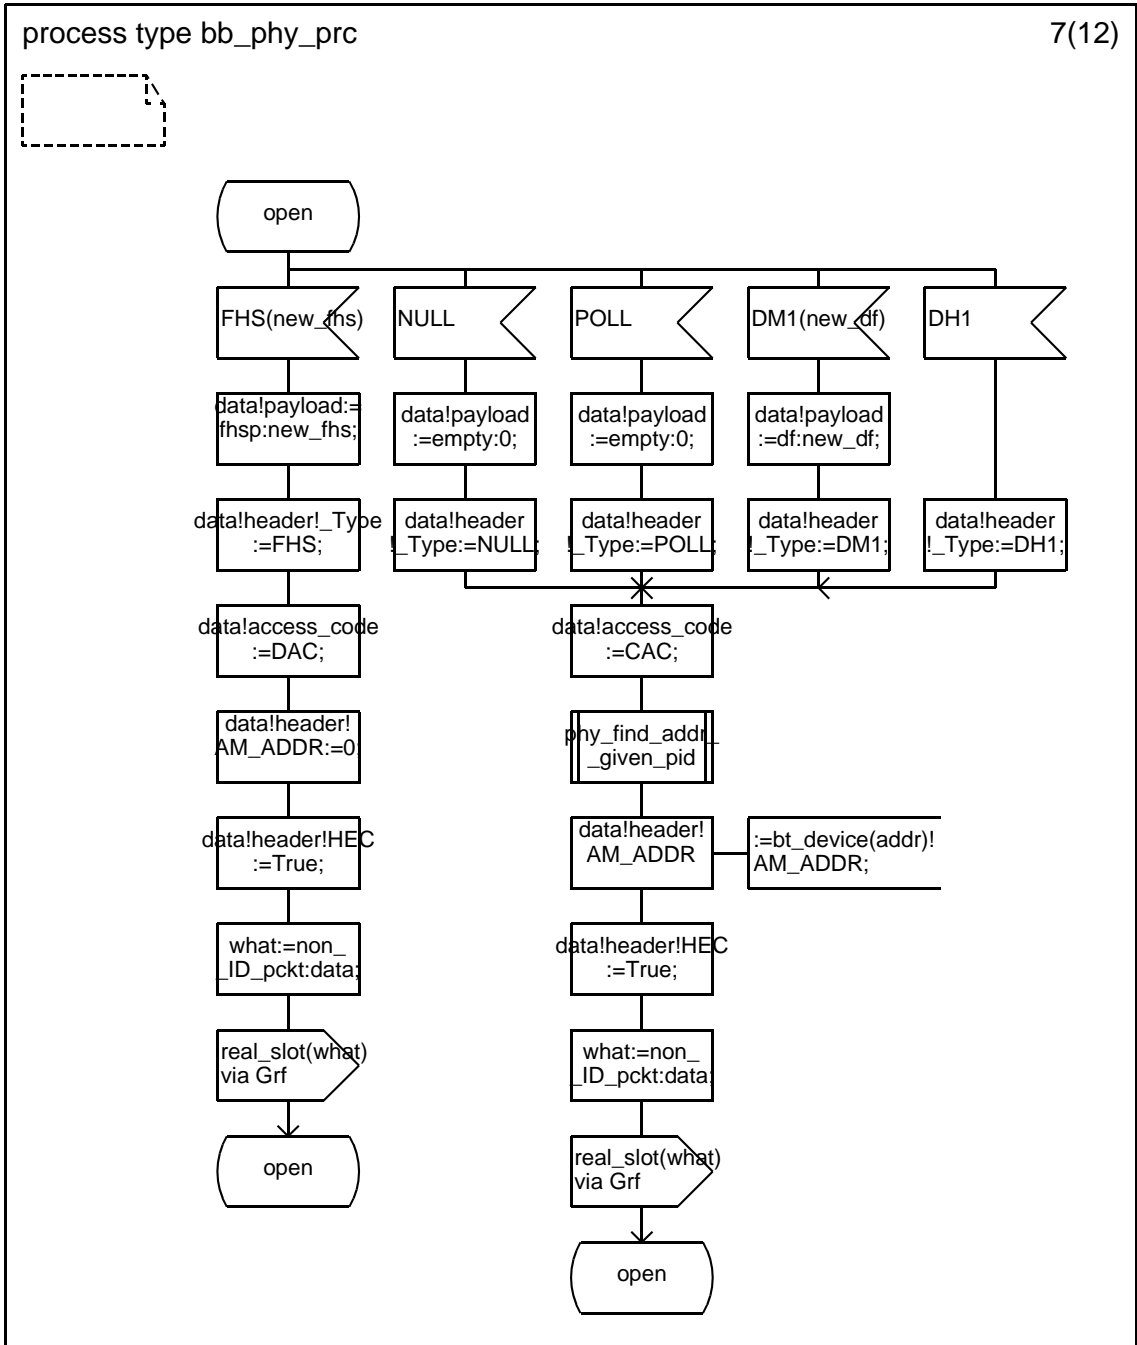 process type bb_phy_prc
7(12)
open
FHS(new_fhs)
NULL
POLL
DM1(new_df)
DH1
data!payload:=
fhsp:new_fhs;
data!payload
:=empty:0;
data!payload
:=empty:0;
data!payload
:=df:new_df;
data!header!_Type
:=FHS;
data!header
!_Type:=NULL;
data!header
!_Type:=POLL;
data!header
!_Type:=DM1;
data!header
!_Type:=DH1;
data!access_code
:=DAC;
data!access_code
:=CAC;
data!header!
AM_ADDR:=0;
phy_find_addr_
_given_pid
data!header!HEC
:=True;
data!header!
AM_ADDR
:=bt_device(addr)!
AM_ADDR;
what:=non_
_ID_pckt:data;
data!header!HEC
:=True;
real_slot(what)
via Grf
what:=non_
_ID_pckt:data;
open
real_slot(what)
via Grf
open